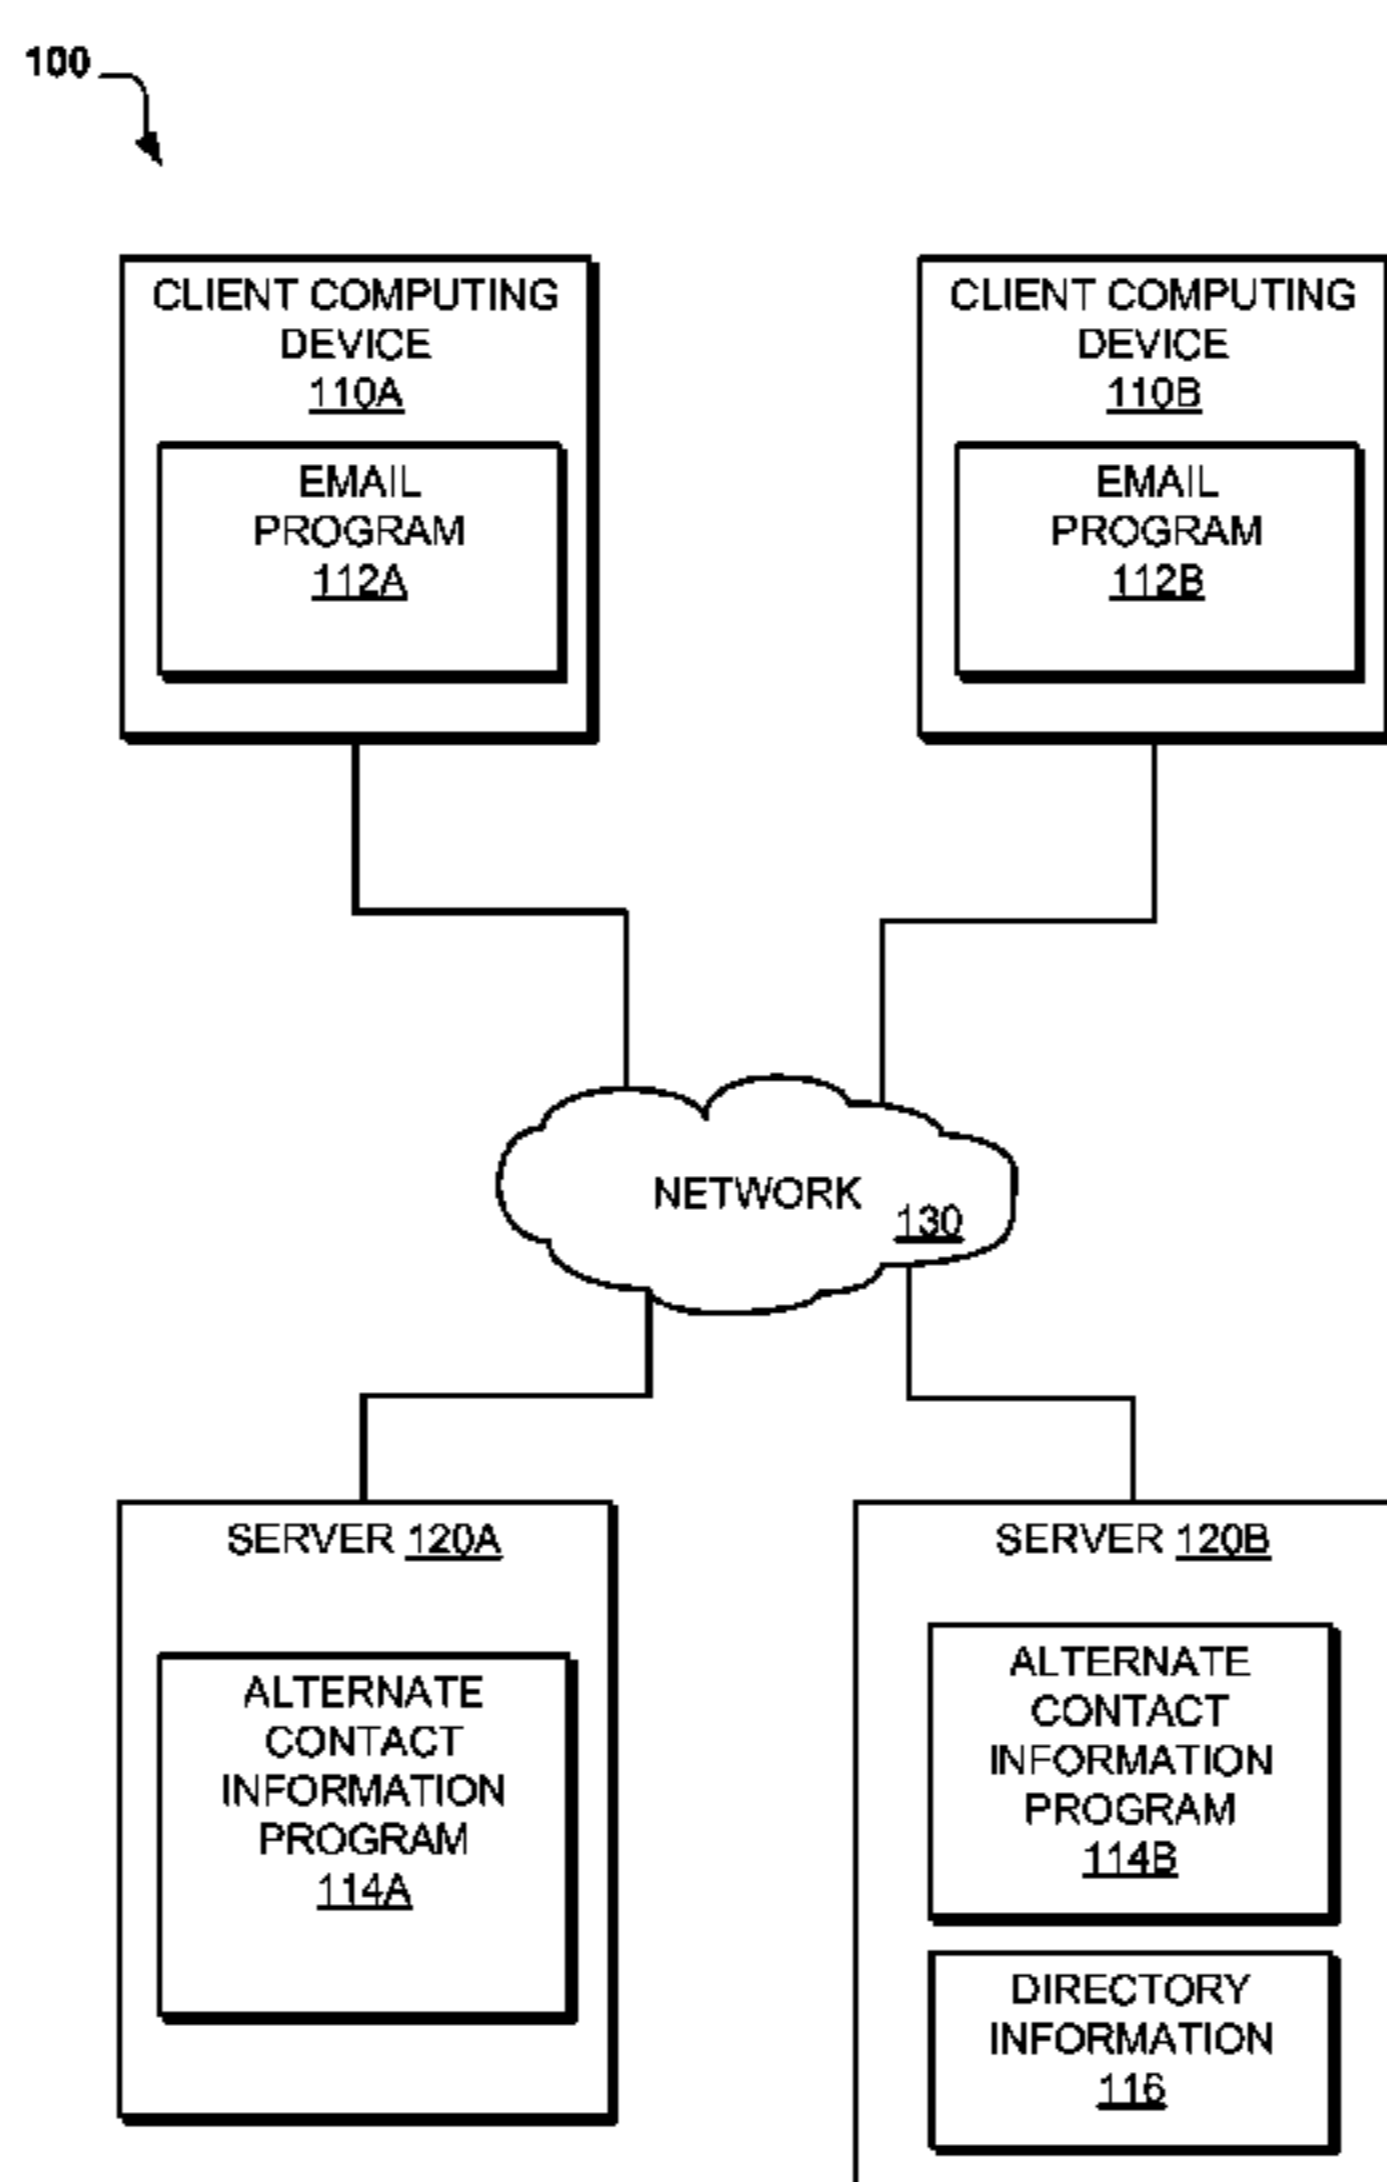 100
CLIENT COMPUTING
DEVICE
110A
EMAIL
PROGRAM
112A
CLIENT COMPUTING
DEVICE
110B
EMAIL
PROGRAM
112B
NETWORK
130
SERVER 120A
ALTERNATE
CONTACT
INFORMATION
PROGRAM
114A
SERVER 120B
ALTERNATE
CONTACT
INFORMATION
PROGRAM
114B
DIRECTORY
INFORMATION
116